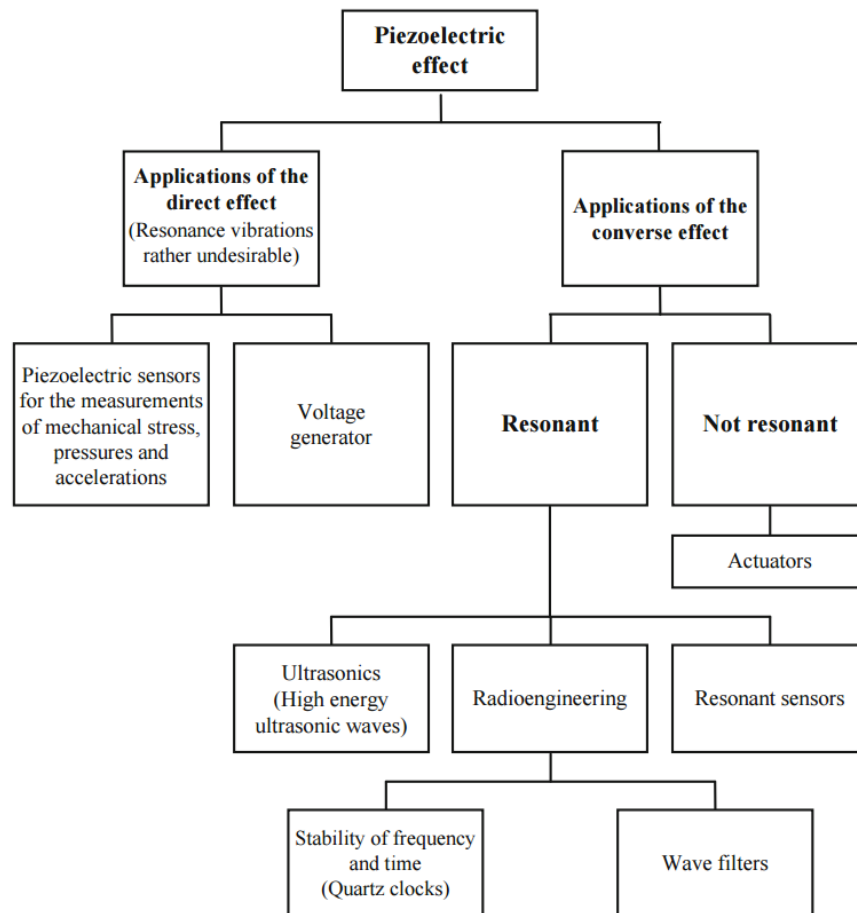 Piezoelectric
effect
Applications of the
direct effect
(Resonance vibrations
rather undesirable)
Applications of the
converse effect
Piezoelectric sensors
for the measurements
of mechanical stress,
pressures and
accelerations
Voltage
generator
Resonant
Not resonant
Actuators
Ultrasonics
(High energy
ultrasonic waves)
Radioengineering
Resonant sensors
Stability of frequency
and time
(Quartz clocks)
Wave filters